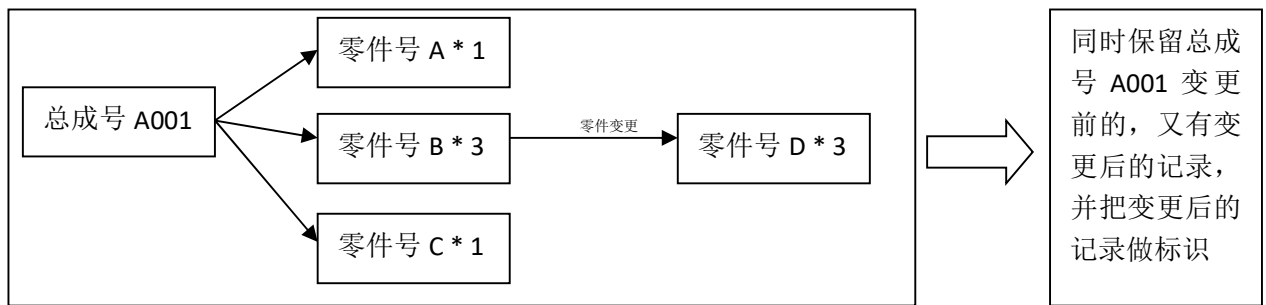 零件号 A * 1
总成号 A001
零件号 B * 3
零件变更
零件号 D * 3
零件号 C * 1
同时保留总成
号 A001 变更
前的，又有变
更后的记录，
并把变更后的
记录做标识